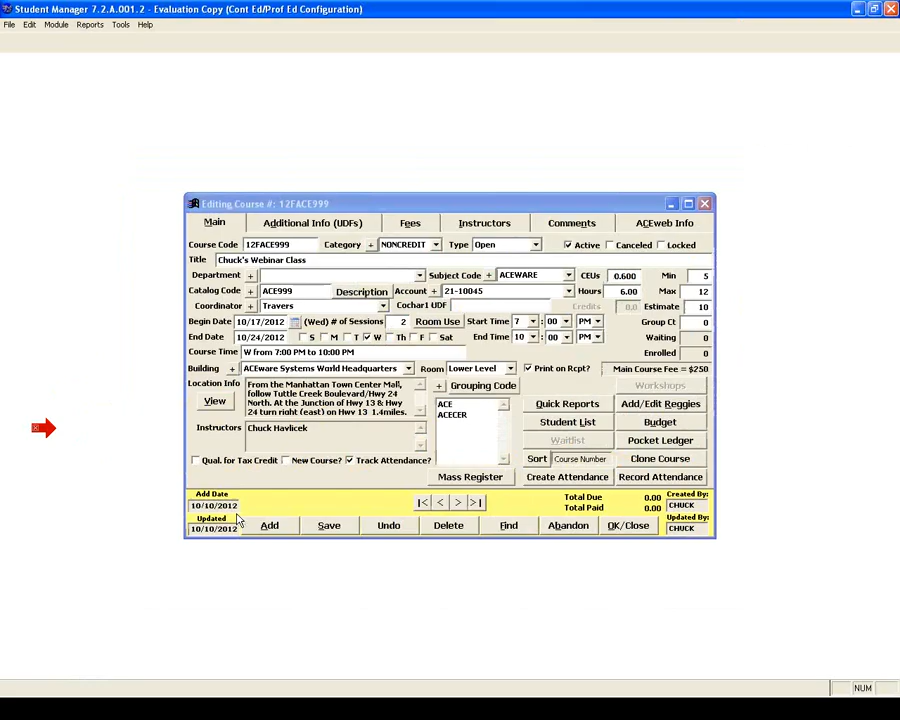 Student Manager 7.2.A.001.2 - Evaluation Copy (Cont Ed/Prof Ed Configuration)
File Edit Module Reports Tools Help
Editing Course #: 12FACE999
Main Additional Info (UDFs) Fees Instructors Comments ACEweb Info
Course Code 12FACE999 Category + NONCREDIT Type Open Active Canceled Locked
Title Chuck's Webinar Class
Department + Subject Code + ACEWARE CEUs 0.600 Min 5
Catalog Code + ACE999 Description Account + 21-10045 Hours 6.00 Max 12
Coordinator + Travers Cochar1 UDF Credits 0.0 Estimate 10
Begin Date 10/17/2012 (Wed) # of Sessions 2 Room Use Start Time 7 : 00 PM Group Ct 0
End Date 10/24/2012 S M T W Th F Sat End Time 10 : 00 PM Waiting 0
Course Time W from 7:00 PM to 10:00 PM Enrolled 0
Building + ACEware Systems World Headquarters Room Lower Level Print on Rcpt? Main Course Fee = $250
Location Info From the Manhattan Town Center Mall, + Grouping Code Workshops
follow Tuttle Creek Boulevard/Hwy 24
View North. At the Junction of Hwy 13 & Hwy ACE Quick Reports Add/Edit Reggies
24 turn right (east) on Hwy 13 1.4miles. ACECER
Instructors Chuck Havlicek Student List Budget
Waitlist Pocket Ledger
Qual. for Tax Credit New Course? Track Attendance? Sort Course Number Clone Course
Mass Register Create Attendance Record Attendance
Add Date Total Due 0.00 Created By:
10/10/2012 |< < > >| Total Paid 0.00 CHUCK
Updated Updated By:
10/10/2012 Add Save Undo Delete Find Abandon OK/Close CHUCK
NUM